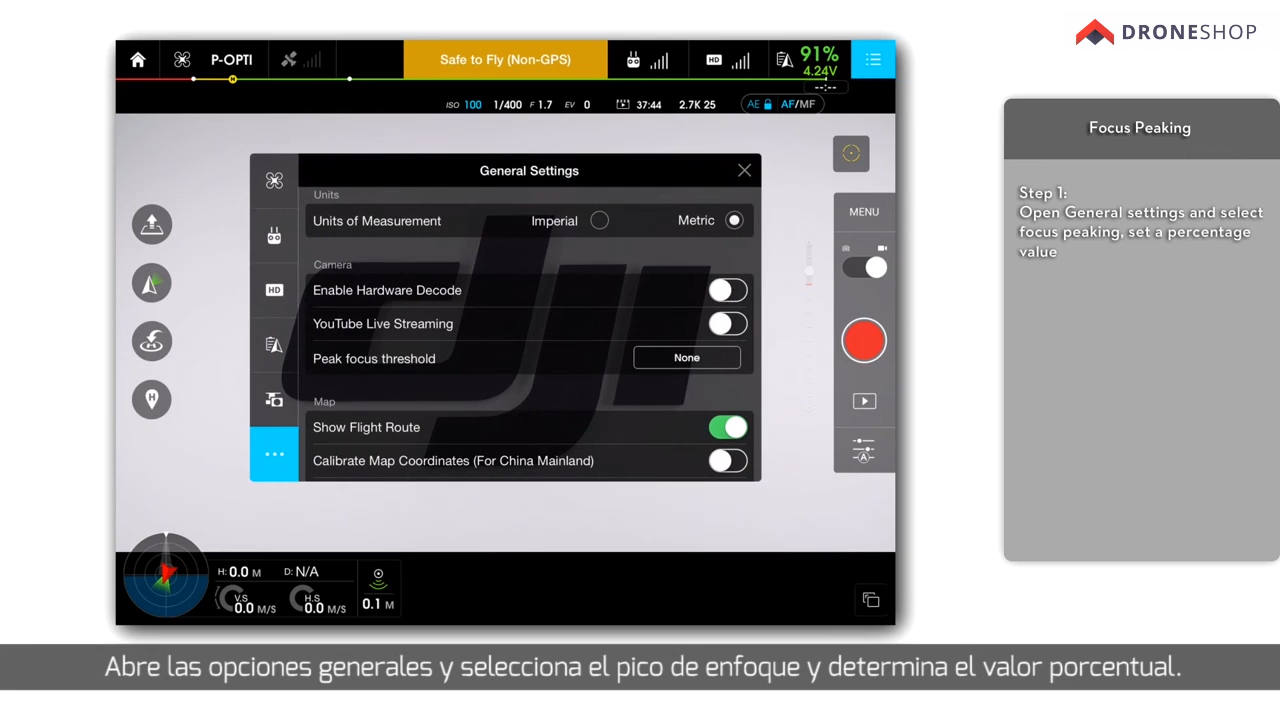 DRONESHOP
P-OPTI
Safe to Fly (Non-GPS)
HD
91%
4.24V
H
--:--
ISO 100 1/400 F 1.7 EV 0 37:44 2.7K 25 AE AF/MF
General Settings
Units
Units of Measurement Imperial Metric
Camera
Enable Hardware Decode
HD
YouTube Live Streaming
Peak focus threshold None
Map
Show Flight Route
Calibrate Map Coordinates (For China Mainland)
MENU
A
H
H
H: 0.0 M D: N/A
V.S 0.0 M/S H.S 0.0 M/S 0.1 M
Focus Peaking
Step 1:
Open General settings and select
focus peaking, set a percentage
value
dji
Abre las opciones generales y selecciona el pico de enfoque y determina el valor porcentual.